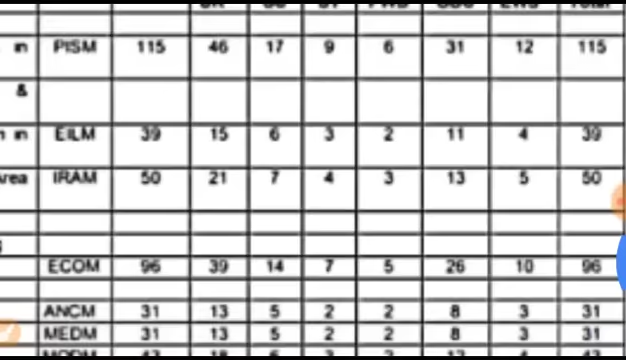 in PISM 115 46 17 9 6 31 12 115
&
in EILM 39 15 6 3 2 11 4 39
Area IRAM 50 21 7 4 3 13 5 50
ECOM 96 39 14 7 5 26 10 96
ANCM 31 13 5 2 2 8 3 31
MEDM 31 13 5 2 2 8 3 31